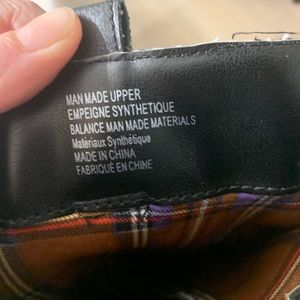 MAN MADE UPPER
EMPEIGNE SYNTHETIQUE
BALANCE MAN MADE MATERIALS
Matériaux Synthétique
MADE IN CHINA
FABRIQUÉ EN CHINE